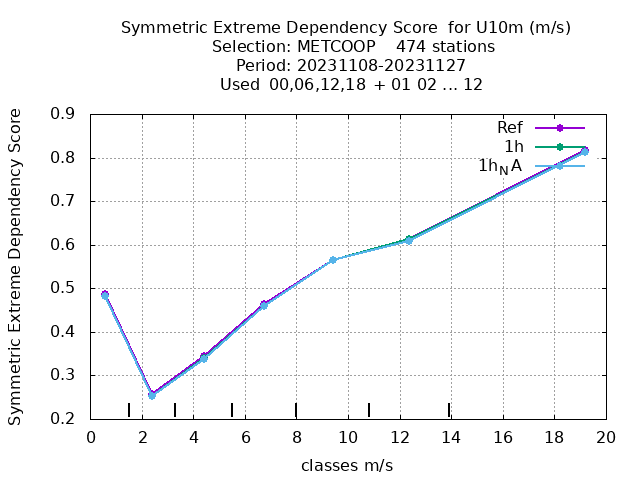 Symmetric Extreme Dependency Score  for U10m (m/s)
Selection: METCOOP    474 stations
Period: 20231108-20231127
Used  00,06,12,18  + 01 02 ... 12
Symmetric Extreme Dependency Score
0.9
0.8
0.7
0.6
0.5
0.4
0.3
0.2
Ref
1h
1h_NA
0 2 4 6 8 10 12 14 16 18 20
classes m/s